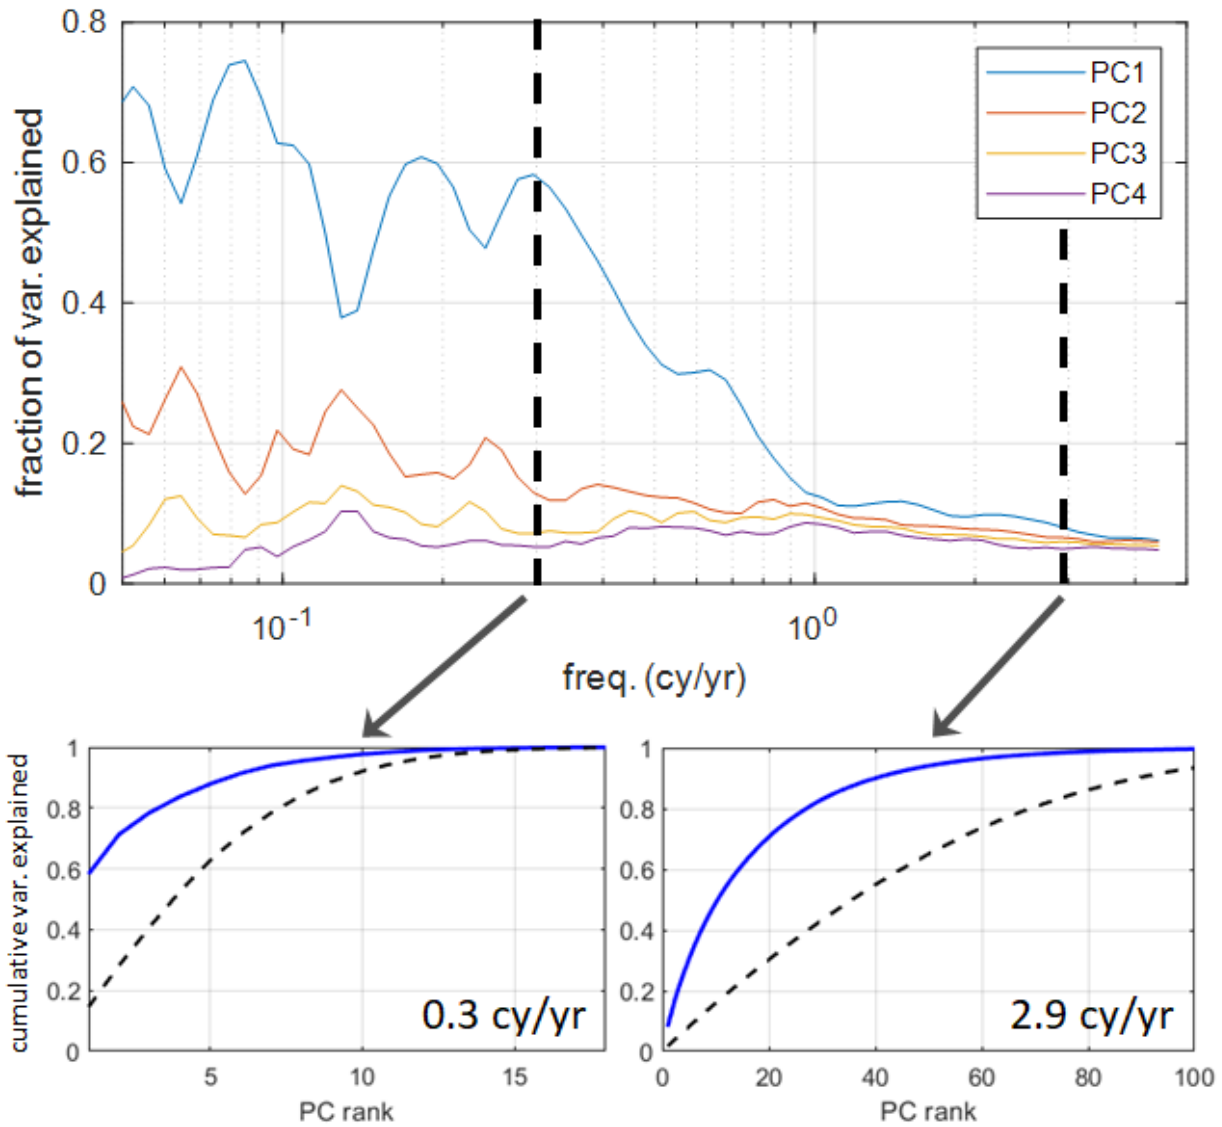 fraction of var. explained
0.8
0.6
0.4
0.2
0
PC1
PC2
PC3
PC4
10-1
100
freq. (cy/yr)
cumulative var. explained
1
0.8
0.6
0.4
0.2
0
0.3 cy/yr
5
10
15
PC rank
1
0.8
0.6
0.4
0.2
0
2.9 cy/yr
0
20
40
60
80
100
PC rank